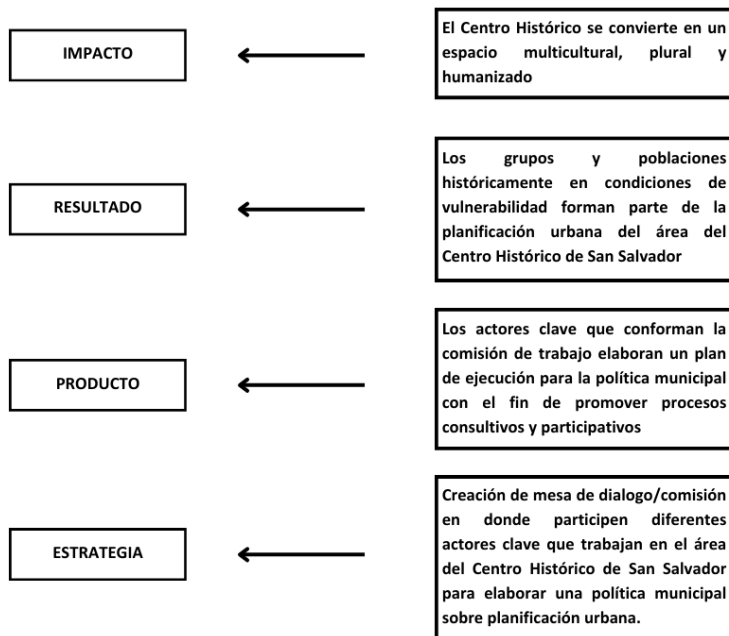 IMPACTO
El Centro Histórico se convierte en un
espacio multicultural, plural y
humanizado
RESULTADO
Los grupos y poblaciones
históricamente en condiciones de
vulnerabilidad forman parte de la
planificación urbana del área del
Centro Histórico de San Salvador
PRODUCTO
Los actores clave que conforman la
comisión de trabajo elaboran un plan
de ejecución para la política municipal
con el fin de promover procesos
consultivos y participativos
ESTRATEGIA
Creación de mesa de dialogo/comisión
en donde participen diferentes
actores clave que trabajan en el área
del Centro Histórico de San Salvador
para elaborar una política municipal
sobre planificación urbana.